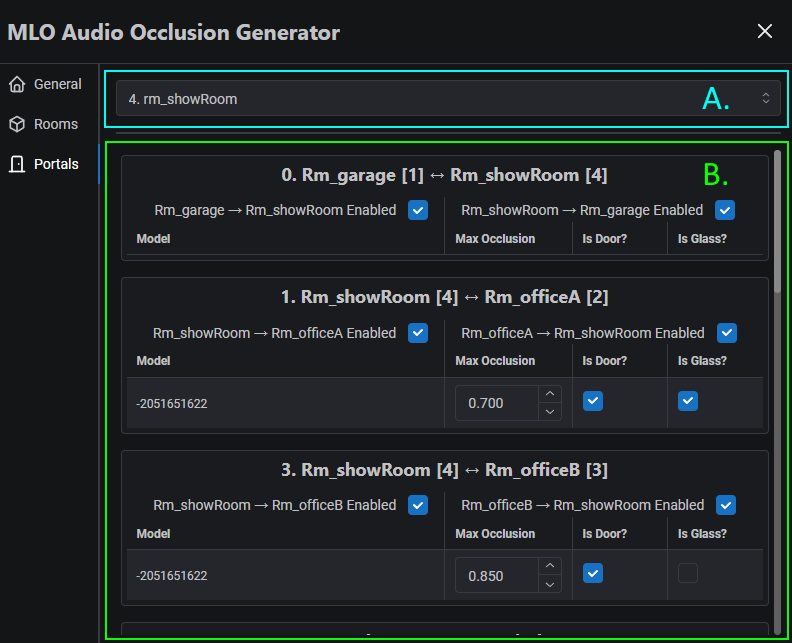 MLO Audio Occlusion Generator
General
Rooms
Portals
4. rm_showRoom
A.
B.
0. Rm_garage [1] ↔ Rm_showRoom [4]
Rm_garage → Rm_showRoom Enabled Rm_showRoom → Rm_garage Enabled
Model Max Occlusion Is Door? Is Glass?
1. Rm_showRoom [4] ↔ Rm_officeA [2]
Rm_showRoom → Rm_officeA Enabled Rm_officeA → Rm_showRoom Enabled
Model Max Occlusion Is Door? Is Glass?
-2051651622 0.700
3. Rm_showRoom [4] ↔ Rm_officeB [3]
Rm_showRoom → Rm_officeB Enabled Rm_officeB → Rm_showRoom Enabled
Model Max Occlusion Is Door? Is Glass?
-2051651622 0.850